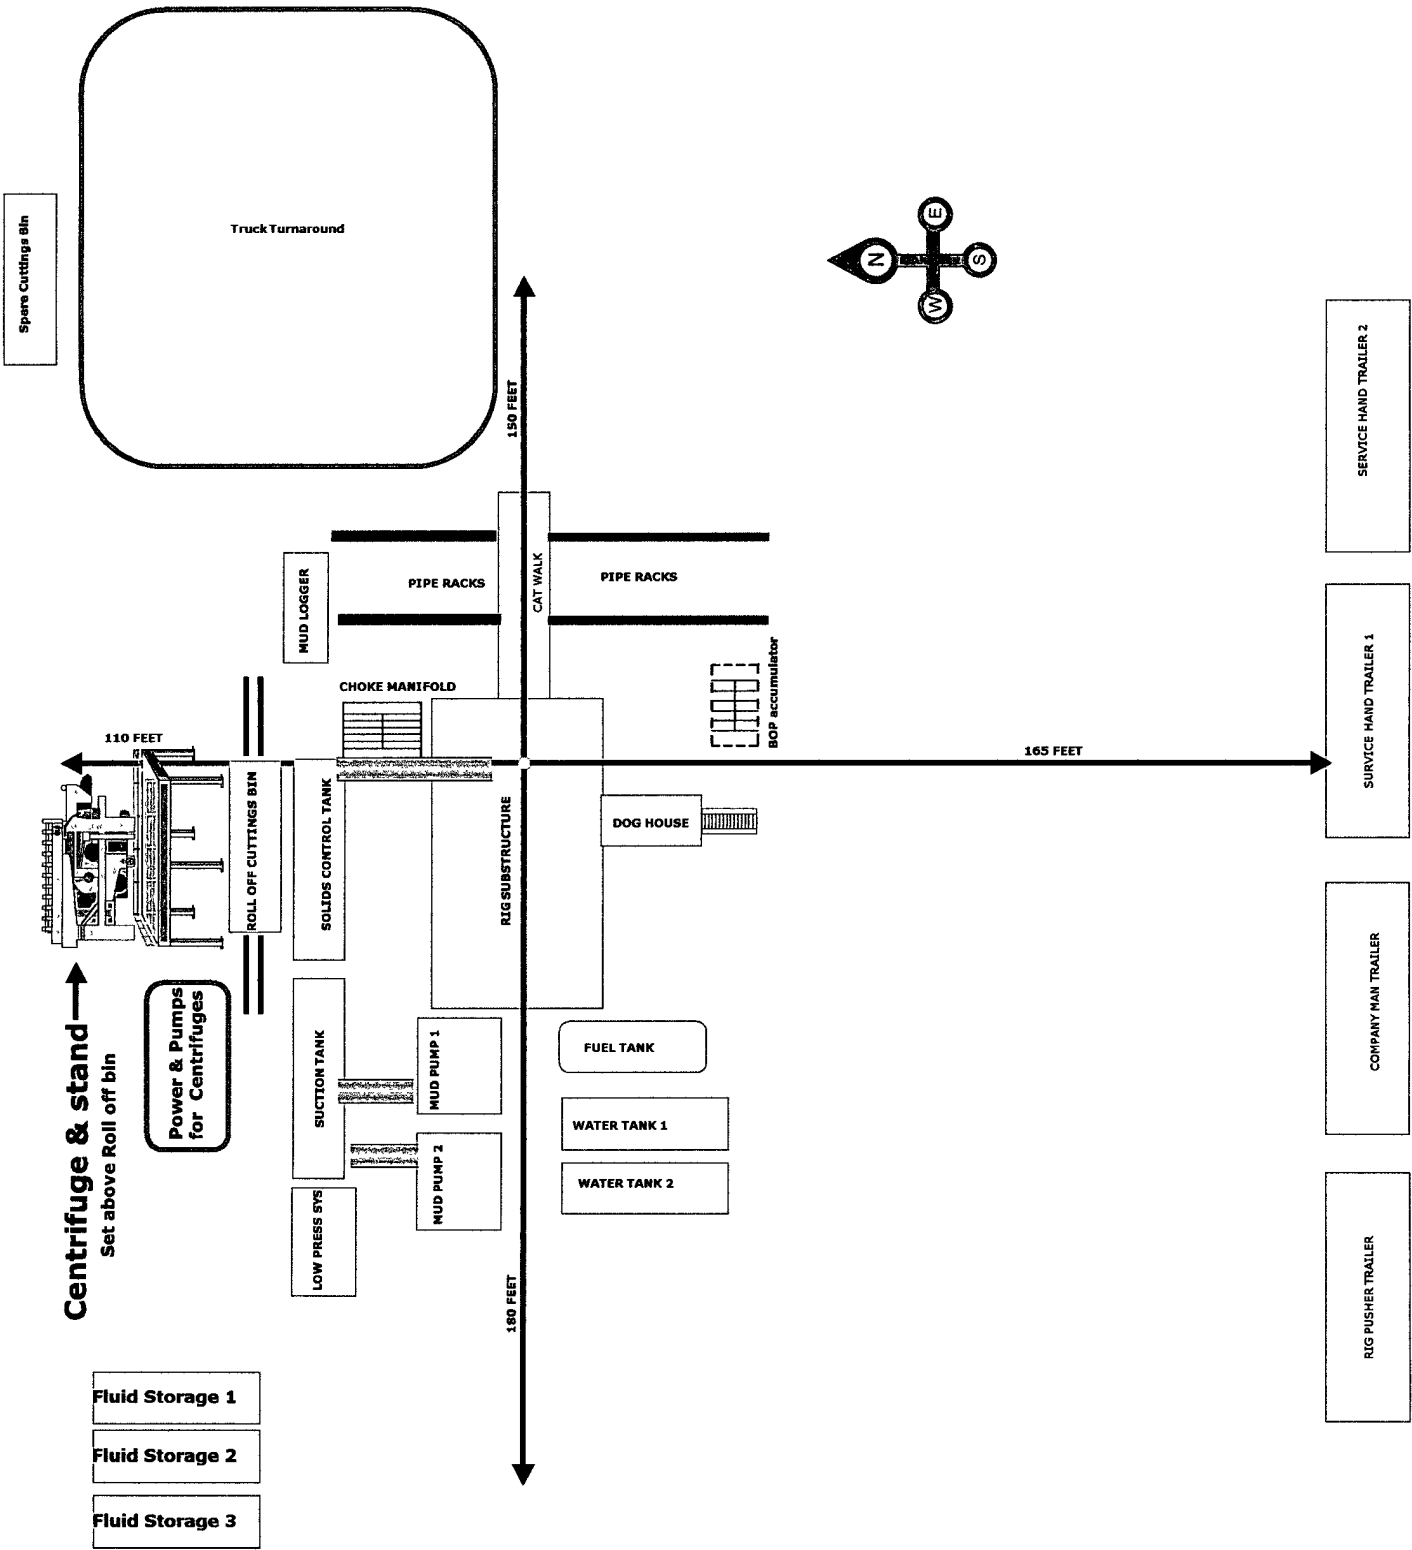 Spare Cuttings Bin
Truck Turnaround
N
E
S
W
150 FEET
SERVICE HAND TRAILER 2
MUD LOGGER
PIPE RACKS
CAT WALK
PIPE RACKS
CHOKE MANIFOLD
BOP accumulator
SURVICE HAND TRAILER 1
110 FEET
165 FEET
ROLL OFF CUTTINGS BIN
SOLIDS CONTROL TANK
RIG SUBSTRUCTURE
DOG HOUSE
COMPANY MAN TRAILER
Centrifuge & stand
Set above Roll off bin
Power & Pumps
for Centrifuges
SUCTION TANK
MUD PUMP 1
FUEL TANK
WATER TANK 1
MUD PUMP 2
WATER TANK 2
LOW PRESS SYS
180 FEET
RIG PUSHER TRAILER
Fluid Storage 1
Fluid Storage 2
Fluid Storage 3